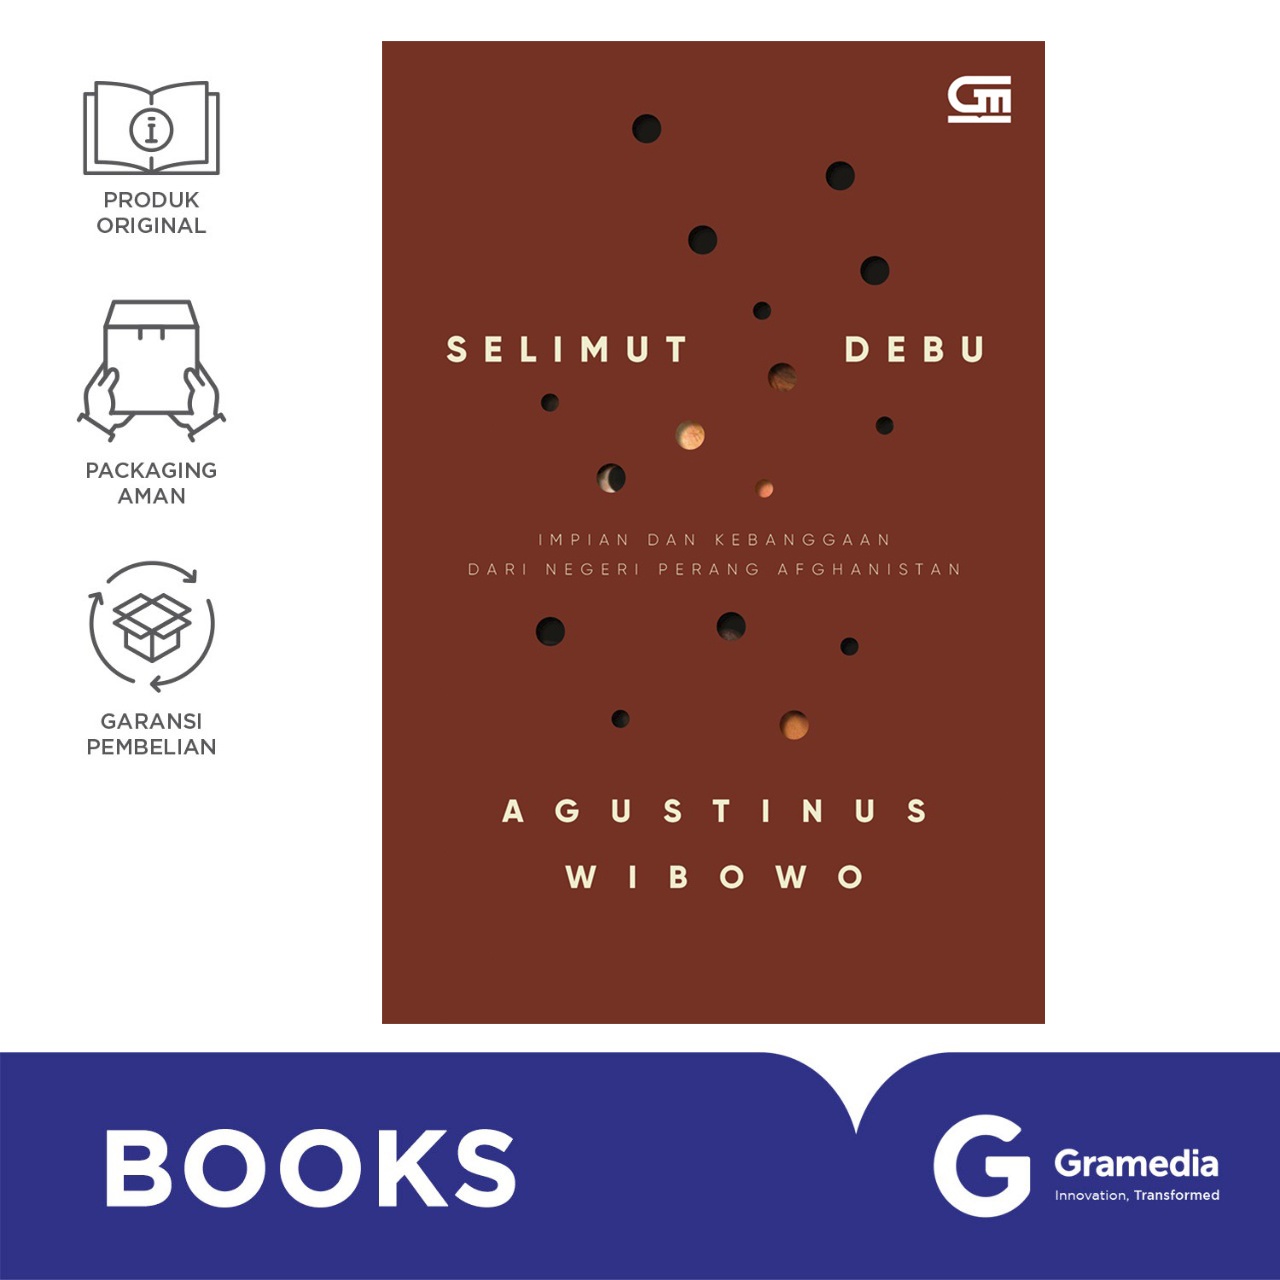 PRODUK
ORIGINAL
PACKAGING
AMAN
GARANSI
PEMBELIAN
GM
SELIMUT DEBU
IMPIAN DAN KEBANGGAAN
DARI NEGERI PERANG AFGHANISTAN
AGUSTINUS
WIBOWO
BOOKS
G Gramedia
Innovation, Transformed